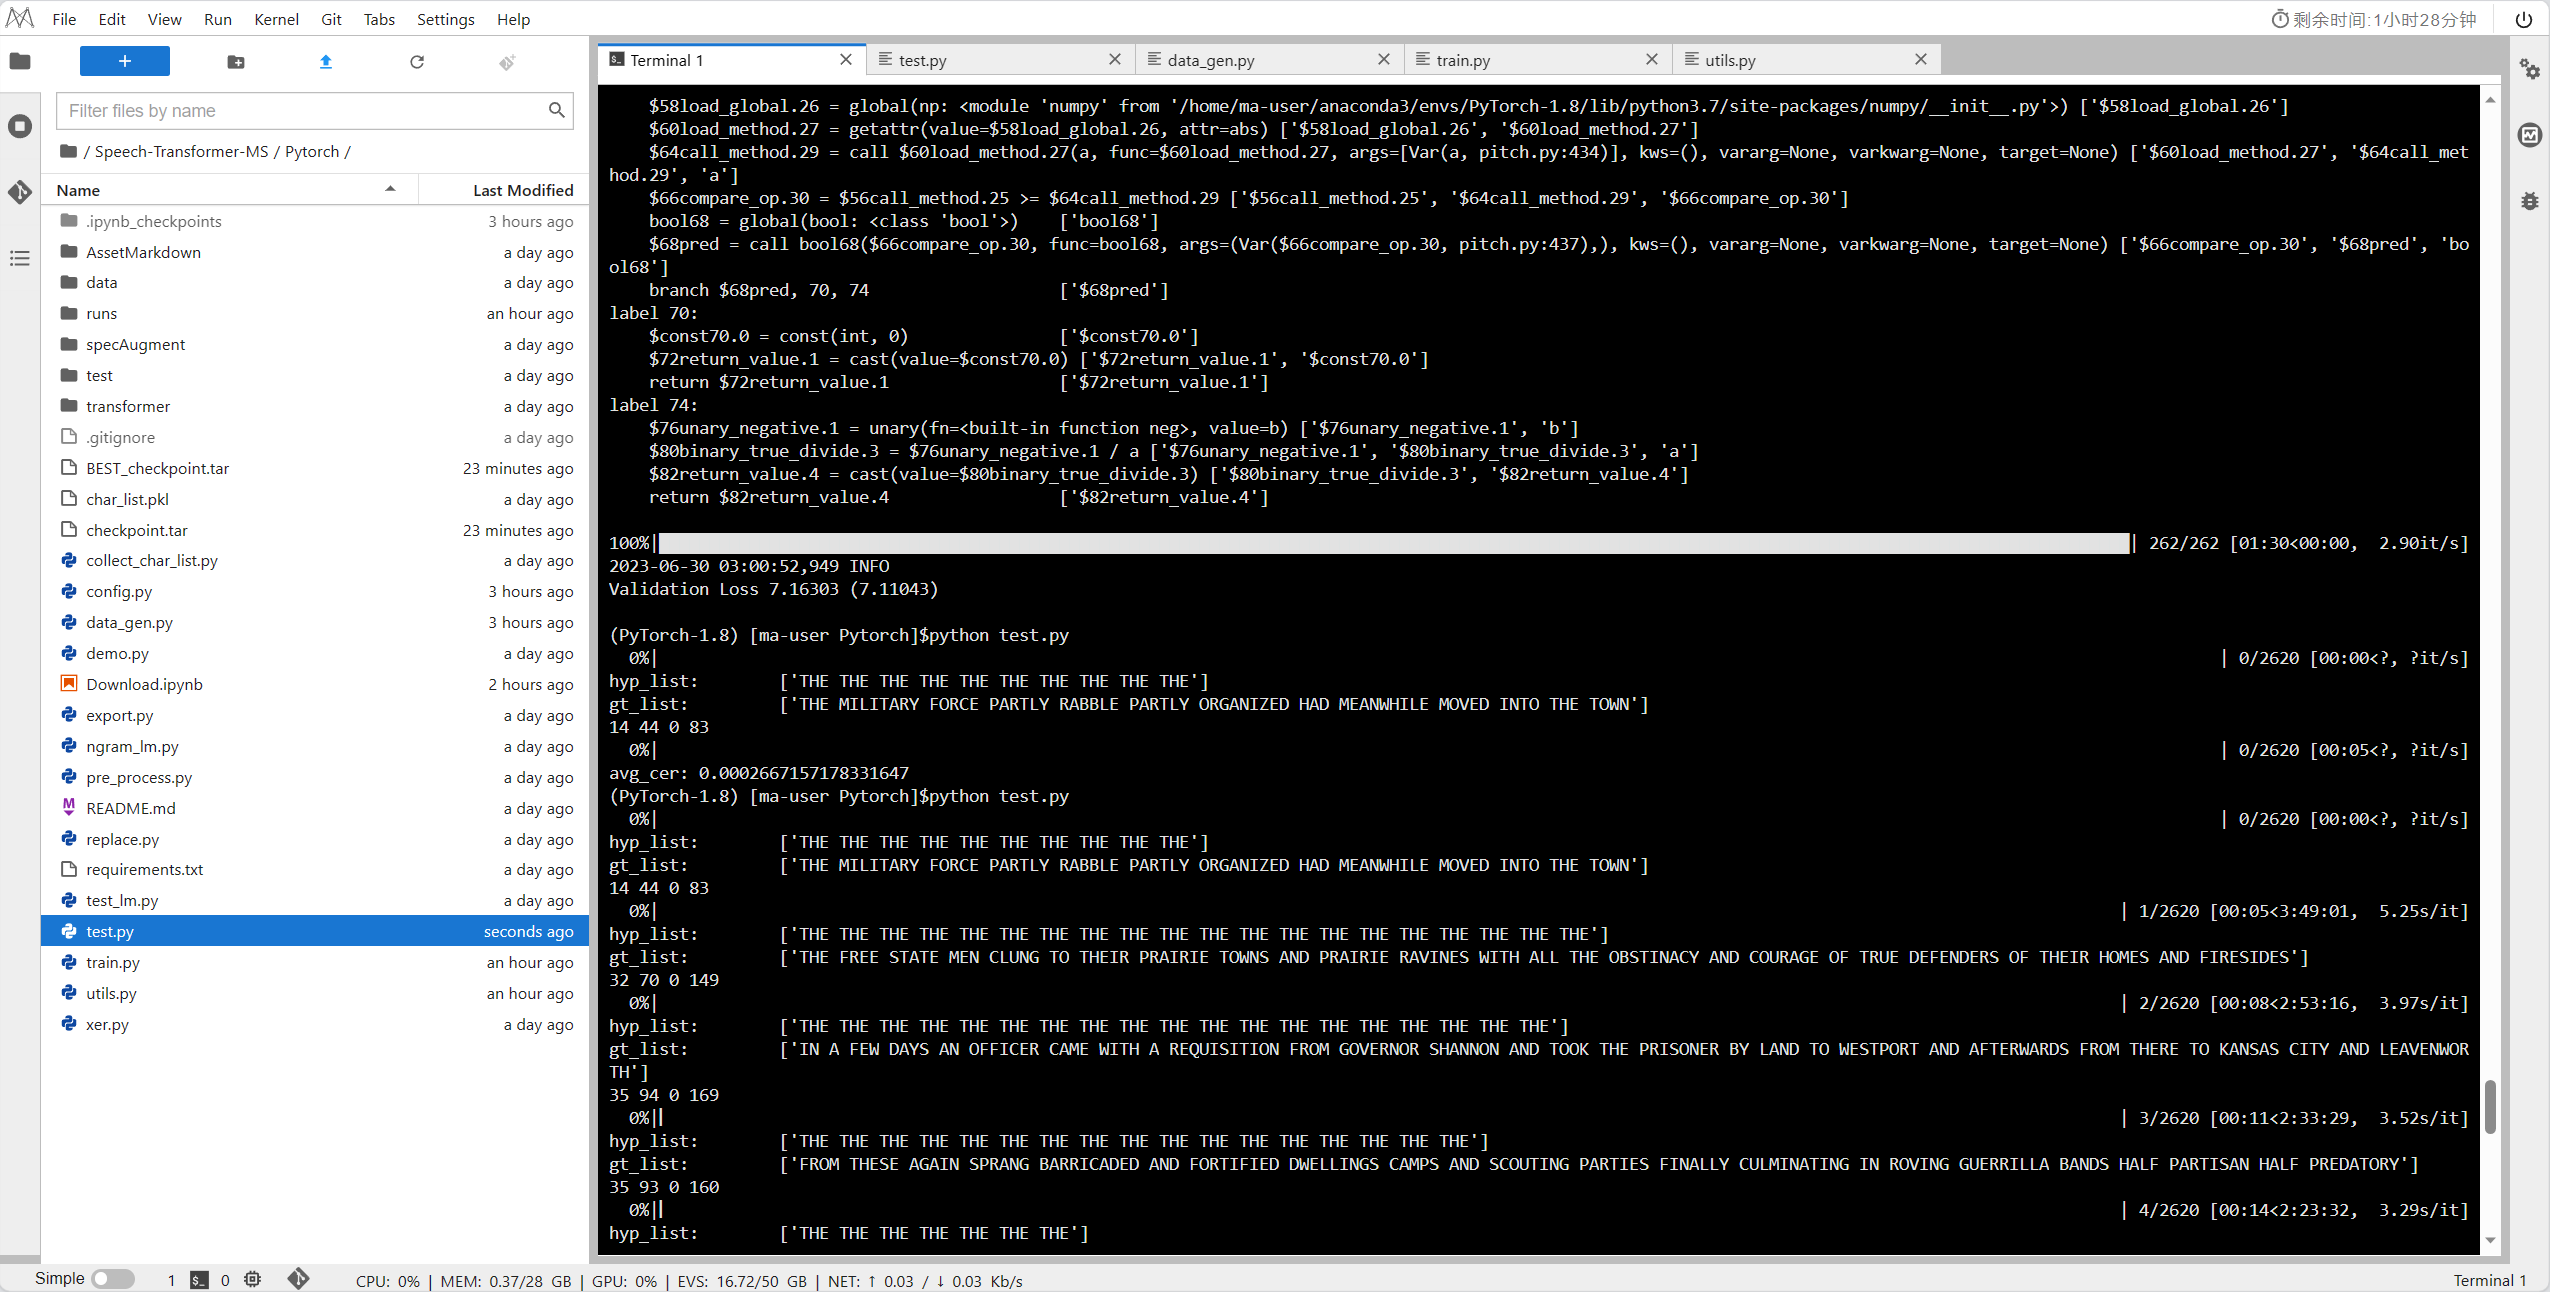 File Edit View Run Kernel Git Tabs Settings Help
剩余时间:1小时28分钟
+
Filter files by name
/ Speech-Transformer-MS / Pytorch /
Name Last Modified
.ipynb_checkpoints 3 hours ago
AssetMarkdown a day ago
data a day ago
runs an hour ago
specAugment a day ago
test a day ago
transformer a day ago
.gitignore a day ago
BEST_checkpoint.tar 23 minutes ago
char_list.pkl a day ago
checkpoint.tar 23 minutes ago
collect_char_list.py a day ago
config.py 3 hours ago
data_gen.py 3 hours ago
demo.py a day ago
Download.ipynb 2 hours ago
export.py a day ago
ngram_lm.py a day ago
pre_process.py a day ago
README.md a day ago
replace.py a day ago
requirements.txt a day ago
test_lm.py a day ago
test.py seconds ago
train.py an hour ago
utils.py an hour ago
xer.py a day ago
Terminal 1 test.py data_gen.py train.py utils.py
$58load_global.26 = global(np: <module 'numpy' from '/home/ma-user/anaconda3/envs/PyTorch-1.8/lib/python3.7/site-packages/numpy/__init__.py'>) ['$58load_global.26']
$60load_method.27 = getattr(value=$58load_global.26, attr=abs) ['$58load_global.26', '$60load_method.27']
$64call_method.29 = call $60load_method.27(a, func=$60load_method.27, args=[Var(a, pitch.py:434)], kws=(), vararg=None, varkwarg=None, target=None) ['$60load_method.27', '$64call_met
hod.29', 'a']
$66compare_op.30 = $56call_method.25 >= $64call_method.29 ['$56call_method.25', '$64call_method.29', '$66compare_op.30']
bool68 = global(bool: <class 'bool'>) ['bool68']
$68pred = call bool68($66compare_op.30, func=bool68, args=(Var($66compare_op.30, pitch.py:437),), kws=(), vararg=None, varkwarg=None, target=None) ['$66compare_op.30', '$68pred', 'bo
ol68']
branch $68pred, 70, 74 ['$68pred']
label 70:
$const70.0 = const(int, 0) ['$const70.0']
$72return_value.1 = cast(value=$const70.0) ['$72return_value.1', '$const70.0']
return $72return_value.1 ['$72return_value.1']
label 74:
$76unary_negative.1 = unary(fn=<built-in function neg>, value=b) ['$76unary_negative.1', 'b']
$80binary_true_divide.3 = $76unary_negative.1 / a ['$76unary_negative.1', '$80binary_true_divide.3', 'a']
$82return_value.4 = cast(value=$80binary_true_divide.3) ['$80binary_true_divide.3', '$82return_value.4']
return $82return_value.4 ['$82return_value.4']
100%| | 262/262 [01:30<00:00, 2.90it/s]
2023-06-30 03:00:52,949 INFO
Validation Loss 7.16303 (7.11043)
(PyTorch-1.8) [ma-user Pytorch]$python test.py
0%| | 0/2620 [00:00<?, ?it/s]
hyp_list: ['THE THE THE THE THE THE THE THE THE THE']
gt_list: ['THE MILITARY FORCE PARTLY RABBLE PARTLY ORGANIZED HAD MEANWHILE MOVED INTO THE TOWN']
14 44 0 83
0%| | 0/2620 [00:05<?, ?it/s]
avg_cer: 0.0002667157178331647
(PyTorch-1.8) [ma-user Pytorch]$python test.py
0%| | 0/2620 [00:00<?, ?it/s]
hyp_list: ['THE THE THE THE THE THE THE THE THE THE']
gt_list: ['THE MILITARY FORCE PARTLY RABBLE PARTLY ORGANIZED HAD MEANWHILE MOVED INTO THE TOWN']
14 44 0 83
0%| | 1/2620 [00:05<3:49:01, 5.25s/it]
hyp_list: ['THE THE THE THE THE THE THE THE THE THE THE THE THE THE THE THE THE THE THE THE']
gt_list: ['THE FREE STATE MEN CLUNG TO THEIR PRAIRIE TOWNS AND PRAIRIE RAVINES WITH ALL THE OBSTINACY AND COURAGE OF TRUE DEFENDERS OF THEIR HOMES AND FIRESIDES']
32 70 0 149
0%| | 2/2620 [00:08<2:53:16, 3.97s/it]
hyp_list: ['THE THE THE THE THE THE THE THE THE THE THE THE THE THE THE THE THE THE THE']
gt_list: ['IN A FEW DAYS AN OFFICER CAME WITH A REQUISITION FROM GOVERNOR SHANNON AND TOOK THE PRISONER BY LAND TO WESTPORT AND AFTERWARDS FROM THERE TO KANSAS CITY AND LEAVENWOR
TH']
35 94 0 169
0%| | 3/2620 [00:11<2:33:29, 3.52s/it]
hyp_list: ['THE THE THE THE THE THE THE THE THE THE THE THE THE THE THE THE THE']
gt_list: ['FROM THESE AGAIN SPRANG BARRICADED AND FORTIFIED DWELLINGS CAMPS AND SCOUTING PARTIES FINALLY CULMINATING IN ROVING GUERRILLA BANDS HALF PARTISAN HALF PREDATORY']
35 93 0 160
0%| | 4/2620 [00:14<2:23:32, 3.29s/it]
hyp_list: ['THE THE THE THE THE THE THE']
Simple 1 0 CPU: 0% | MEM: 0.37/28 GB | GPU: 0% | EVS: 16.72/50 GB | NET: ↑ 0.03 / ↓ 0.03 Kb/s Terminal 1